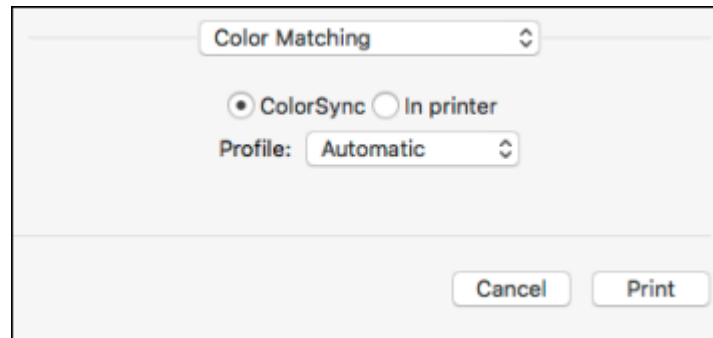 Color Matching
ColorSync In printer
Profile: Automatic
Cancel Print